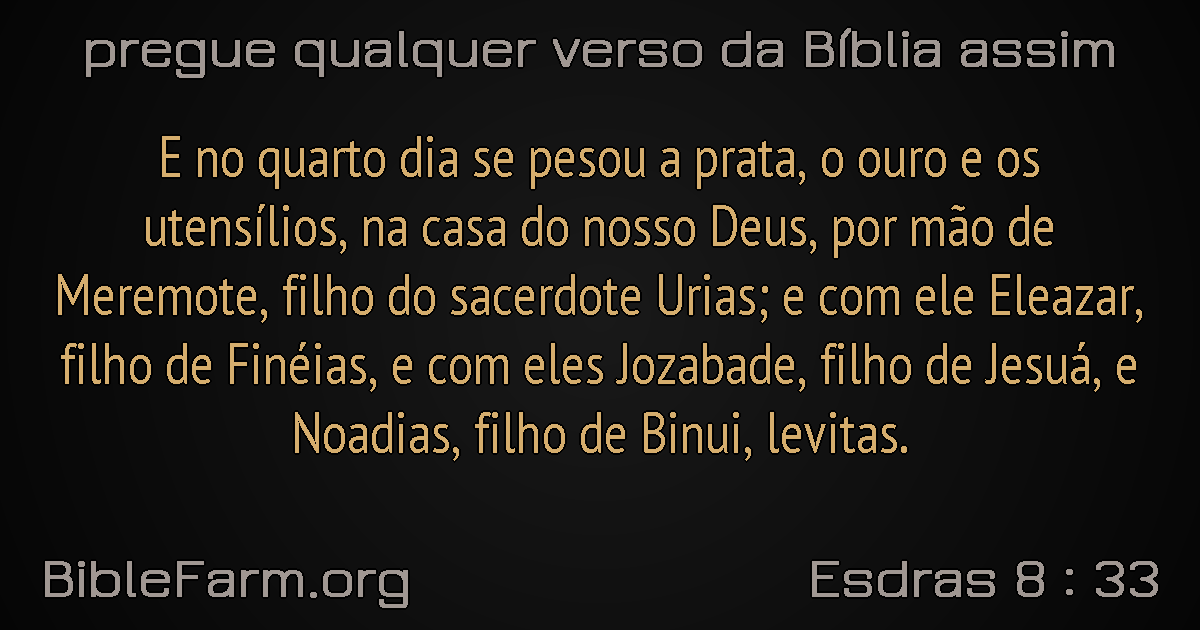 pregue qualquer verso da Bíblia assim
E no quarto dia se pesou a prata, o ouro e os
utensílios, na casa do nosso Deus, por mão de
Meremote, filho do sacerdote Urias; e com ele Eleazar,
filho de Finéias, e com eles Jozabade, filho de Jesuá, e
Noadias, filho de Binui, levitas.
BibleFarm.org
Esdras 8 : 33